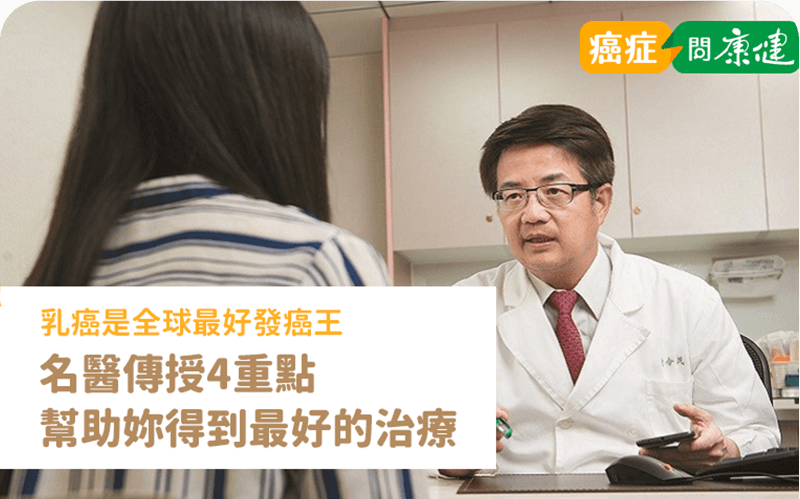 癌症問康健
乳癌是全球最好發癌王
名醫傳授4重點
幫助妳得到最好的治療